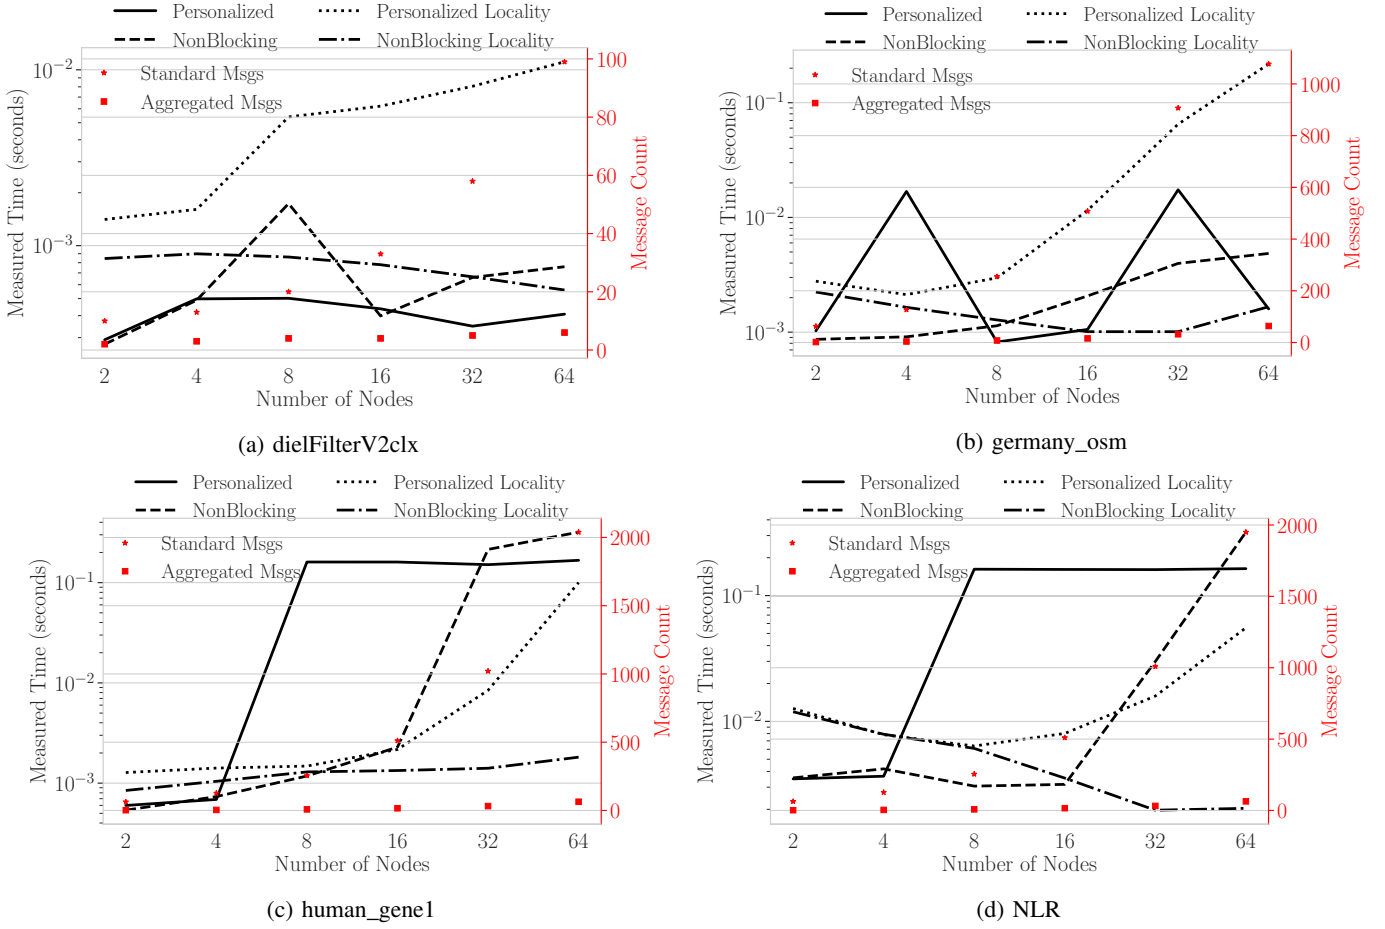 Personalized
Personalized Locality
NonBlocking
NonBlocking Locality
Standard Msgs
Aggregated Msgs
Measured Time (seconds)
10⁻²
10⁻³
100
80
60
40
20
0
Message Count
2 4 8 16 32 64
Number of Nodes
(a) dielFilterV2clx
Personalized
Personalized Locality
NonBlocking
NonBlocking Locality
Standard Msgs
Aggregated Msgs
Measured Time (seconds)
10⁻¹
10⁻²
10⁻³
1000
800
600
400
200
0
Message Count
2 4 8 16 32 64
Number of Nodes
(b) germany_osm
Personalized
Personalized Locality
NonBlocking
NonBlocking Locality
Standard Msgs
Aggregated Msgs
Measured Time (seconds)
10⁻¹
10⁻²
10⁻³
2000
1500
1000
500
0
Message Count
2 4 8 16 32 64
Number of Nodes
(c) human_gene1
Personalized
Personalized Locality
NonBlocking
NonBlocking Locality
Standard Msgs
Aggregated Msgs
Measured Time (seconds)
10⁻¹
10⁻²
2000
1500
1000
500
0
Message Count
2 4 8 16 32 64
Number of Nodes
(d) NLR